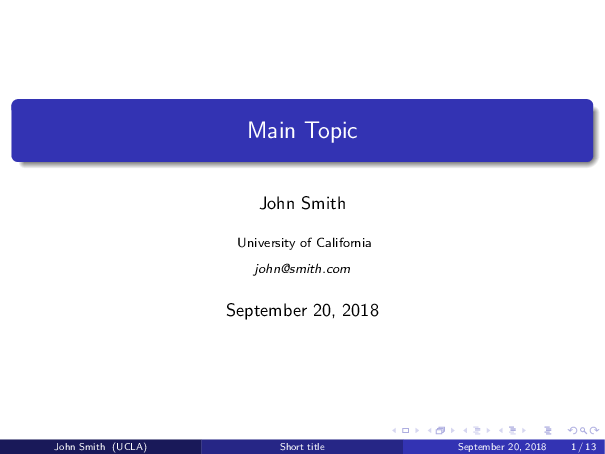 Main Topic
John Smith
University of California
john@smith.com
September 20, 2018
John Smith (UCLA) Short title September 20, 2018 1 / 13